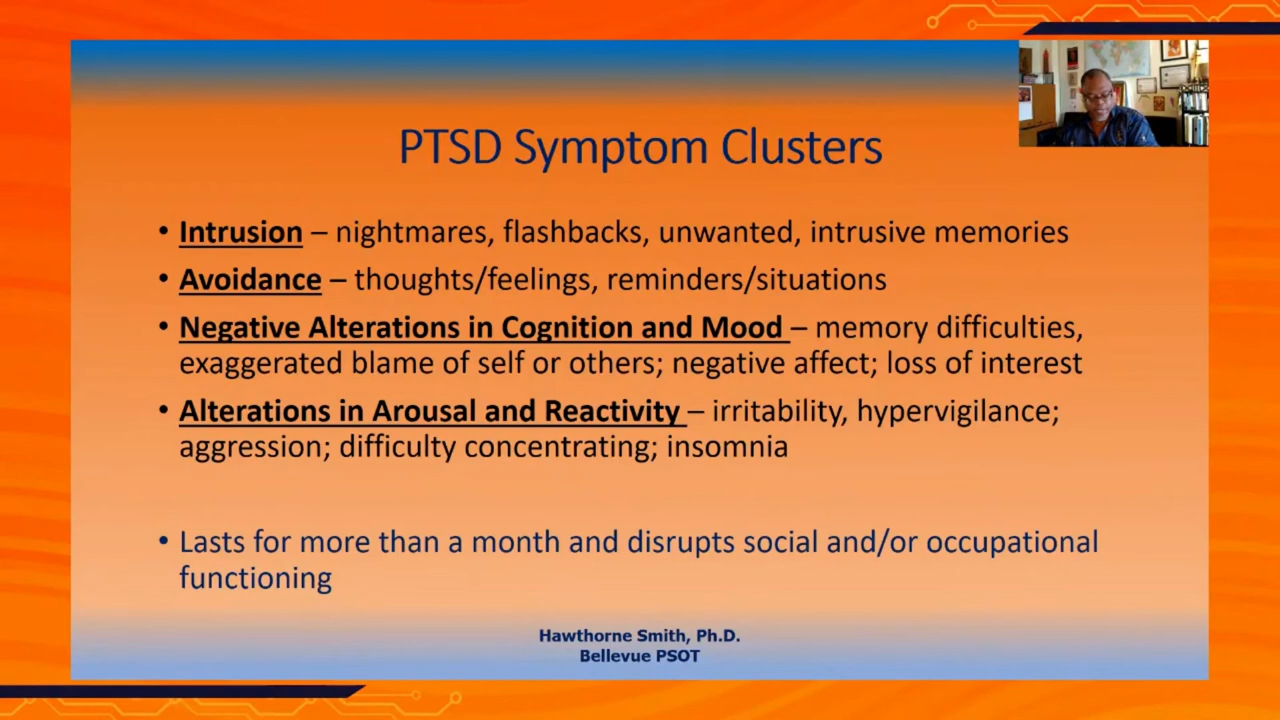 PTSD Symptom Clusters
• Intrusion – nightmares, flashbacks, unwanted, intrusive memories
• Avoidance – thoughts/feelings, reminders/situations
• Negative Alterations in Cognition and Mood – memory difficulties,
exaggerated blame of self or others; negative affect; loss of interest
• Alterations in Arousal and Reactivity – irritability, hypervigilance;
aggression; difficulty concentrating; insomnia
• Lasts for more than a month and disrupts social and/or occupational
functioning
Hawthorne Smith, Ph.D.
Bellevue PSOT